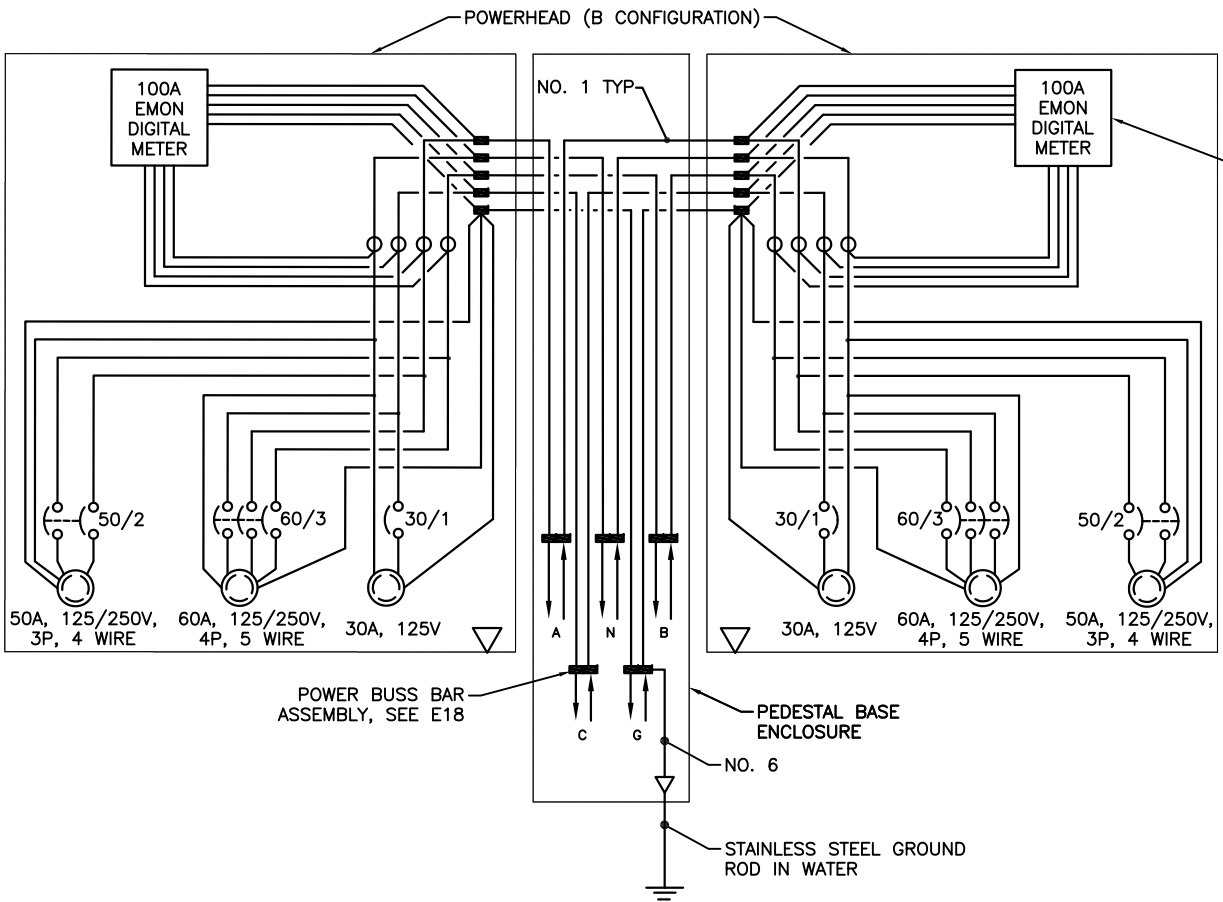 POWERHEAD (B CONFIGURATION)
100A
EMON
DIGITAL
METER
NO. 1 TYP
100A
EMON
DIGITAL
METER
50/2
60/3
30/1
30/1
60/3
50/2
50A, 125/250V,
3P, 4 WIRE
60A, 125/250V,
4P, 5 WIRE
30A, 125V
A
N
B
30A, 125V
60A, 125/250V,
4P, 5 WIRE
50A, 125/250V,
3P, 4 WIRE
POWER BUSS BAR
ASSEMBLY, SEE E18
C
G
PEDESTAL BASE
ENCLOSURE
NO. 6
STAINLESS STEEL GROUND
ROD IN WATER